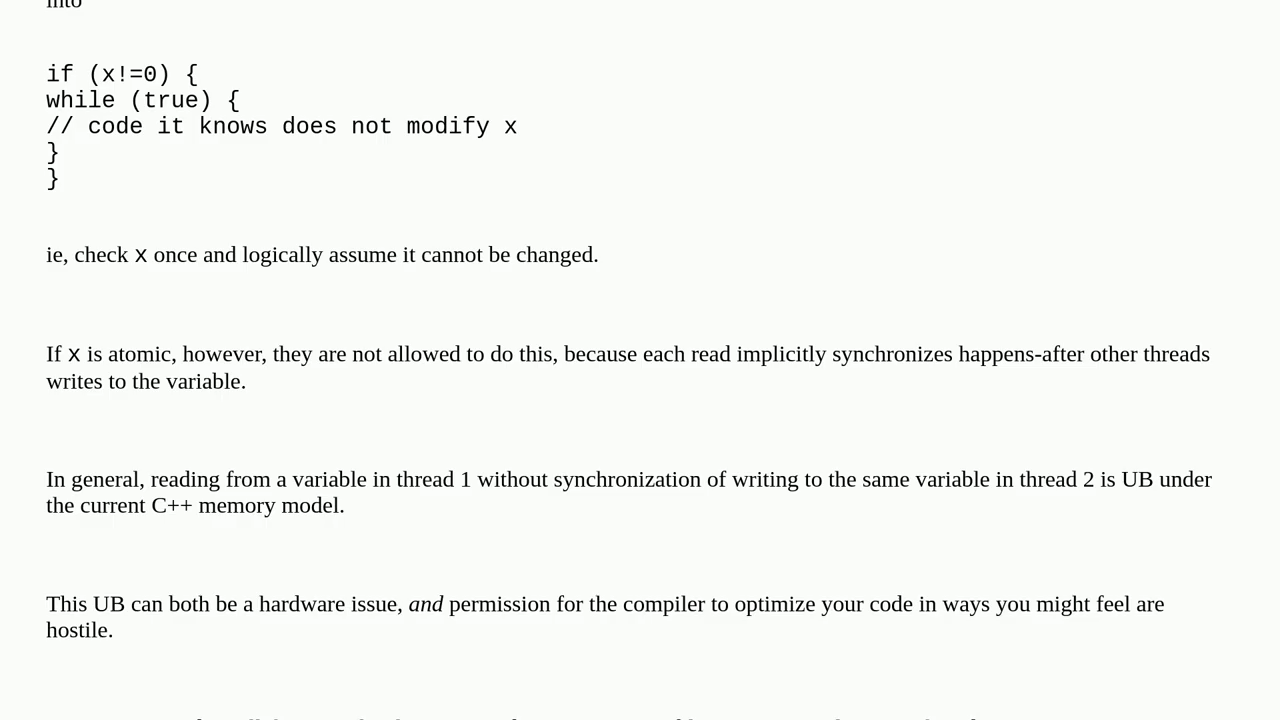 into
if (x!=0) {
while (true) {
// code it knows does not modify x
}
}
ie, check x once and logically assume it cannot be changed.
If x is atomic, however, they are not allowed to do this, because each read implicitly synchronizes happens-after other threads
writes to the variable.
In general, reading from a variable in thread 1 without synchronization of writing to the same variable in thread 2 is UB under
the current C++ memory model.
This UB can both be a hardware issue, and permission for the compiler to optimize your code in ways you might feel are
hostile.